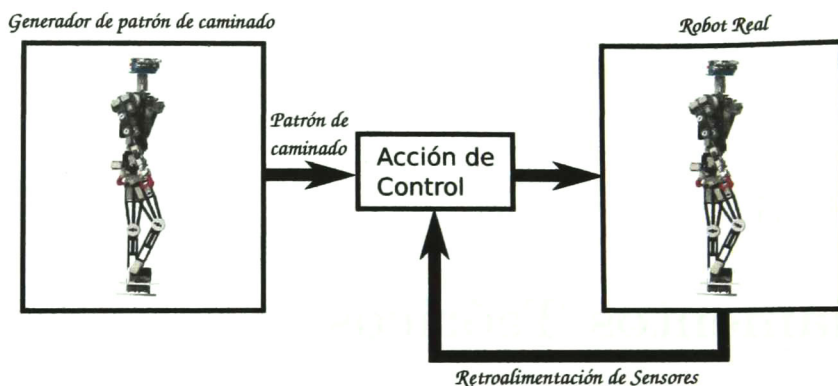 Generador de patrón de caminado
Robot Real
Patrón de
caminado
Acción de
Control
Retroalimentación de Sensores